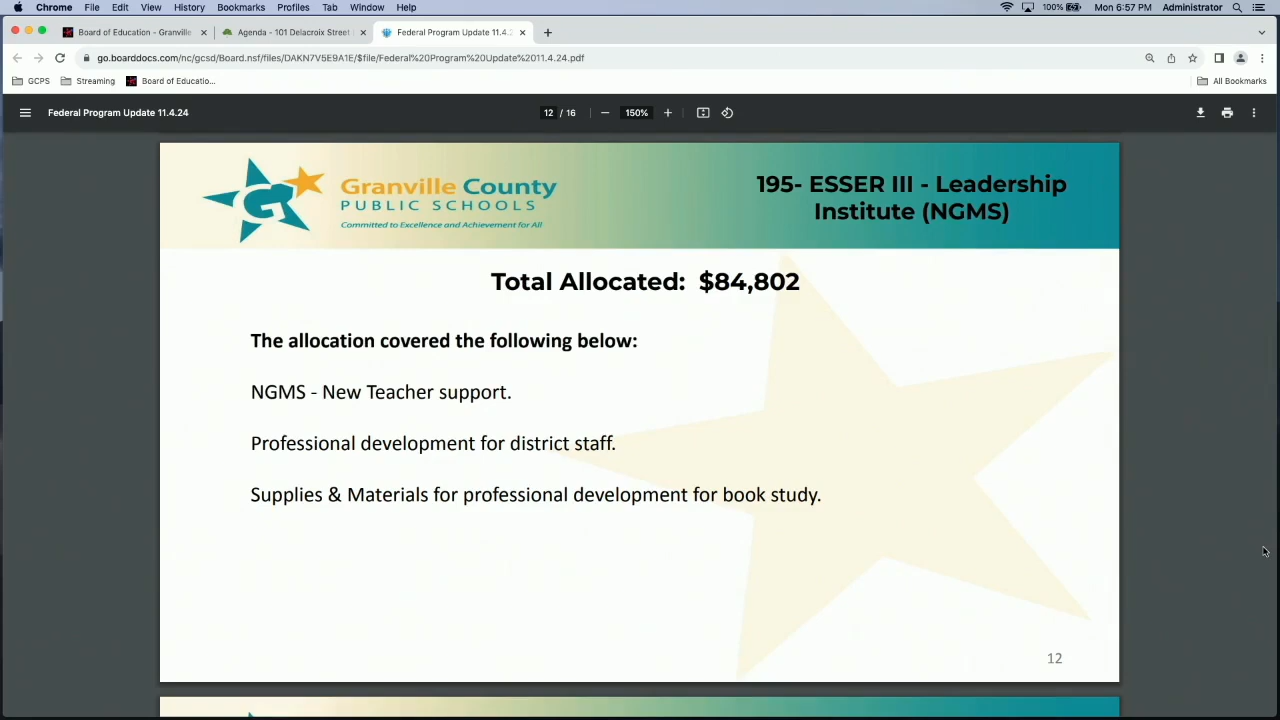 Chrome File Edit View History Bookmarks Profiles Tab Window Help 100% Mon 6:57 PM Administrator
Board of Education - Granville Agenda - 101 Delacroix Street Federal Program Update 11.4.2
go.boarddocs.com/nc/gcsd/Board.nsf/files/DAKN7V5E9A1E/$file/Federal%20Program%20Update%2011.4.24.pdf
GCPS Streaming Board of Educatio... All Bookmarks
Federal Program Update 11.4.24 12 / 16 150%
Granville County
PUBLIC SCHOOLS
Committed to Excellence and Achievement for All
195- ESSER III - Leadership
Institute (NGMS)
Total Allocated: $84,802
The allocation covered the following below:
NGMS - New Teacher support.
Professional development for district staff.
Supplies & Materials for professional development for book study.
12